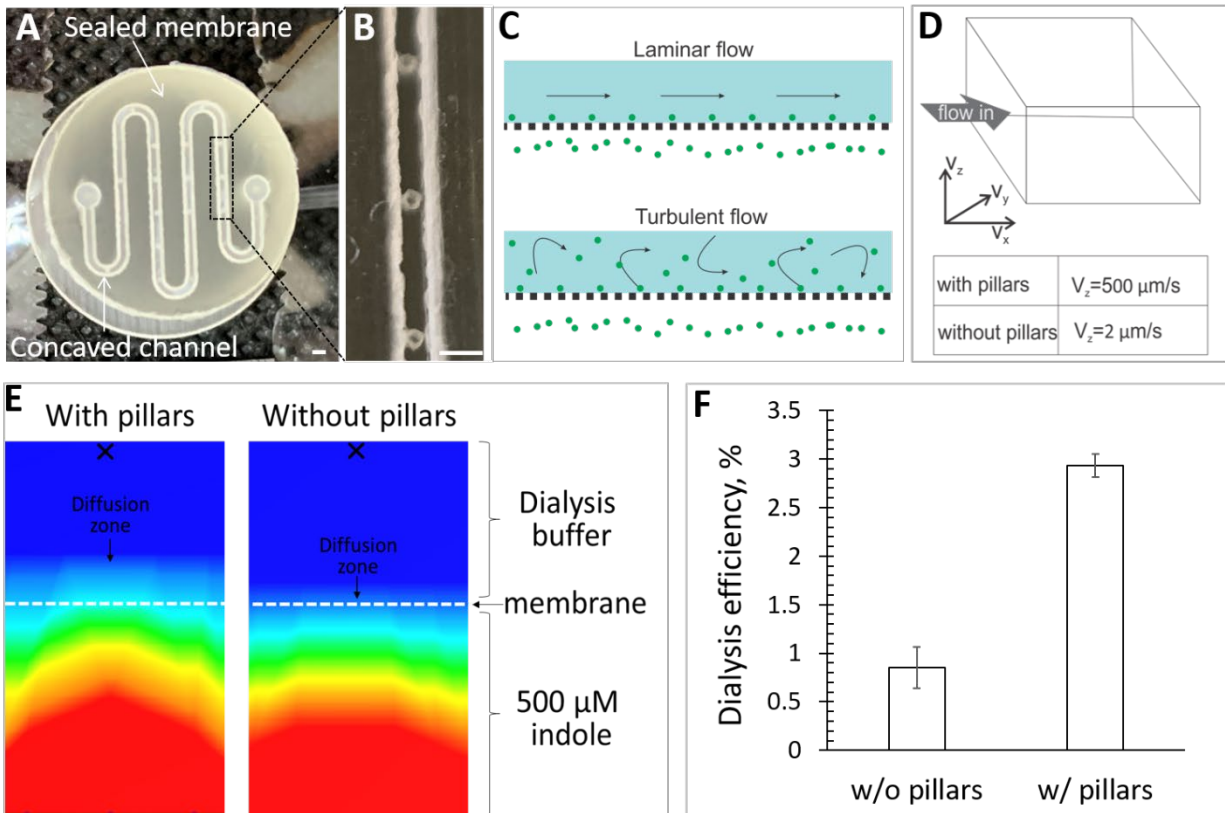 A
Sealed membrane
Concaved channel
B
C
Laminar flow
Turbulent flow
D
flow in
Vz
Vy
Vx
with pillars Vz=500 μm/s
without pillars Vz=2 μm/s
E
With pillars Without pillars
Diffusion
zone
Diffusion
zone
Dialysis
buffer
membrane
500 μM
indole
F
Dialysis efficiency, %
3.5
3
2.5
2
1.5
1
0.5
0
w/o pillars w/ pillars